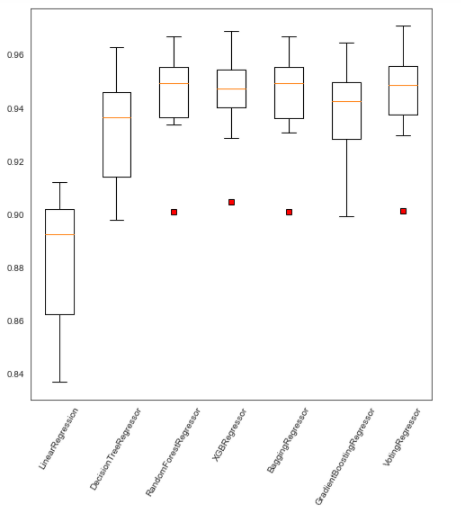 0.96
0.94
0.92
0.90
0.88
0.86
0.84
LinearRegression
DecisionTreeRegressor
RandomForestRegressor
XGBRegressor
BaggingRegressor
GradientBoostingRegressor
VotingRegressor